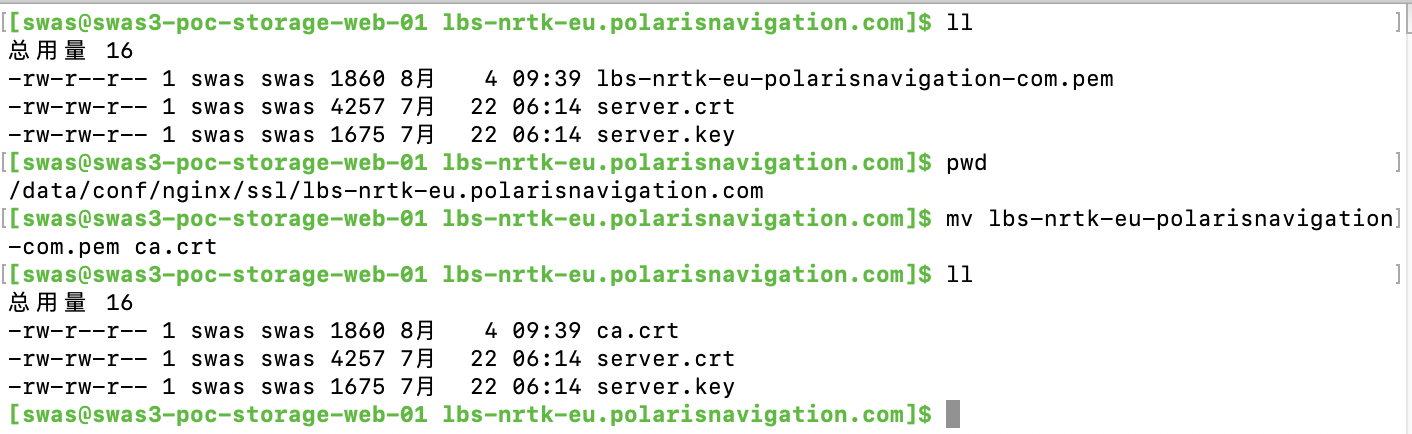 [[swas@swas3-poc-storage-web-01 lbs-nrtk-eu.polarisnavigation.com]$ ll ]
总用量 16
-rw-r--r-- 1 swas swas 1860 8月   4 09:39 lbs-nrtk-eu-polarisnavigation-com.pem
-rw-rw-r-- 1 swas swas 4257 7月  22 06:14 server.crt
-rw-rw-r-- 1 swas swas 1675 7月  22 06:14 server.key
[[swas@swas3-poc-storage-web-01 lbs-nrtk-eu.polarisnavigation.com]$ pwd ]
/data/conf/nginx/ssl/lbs-nrtk-eu.polarisnavigation.com
[[swas@swas3-poc-storage-web-01 lbs-nrtk-eu.polarisnavigation.com]$ mv lbs-nrtk-eu-polarisnavigation]
-com.pem ca.crt
[[swas@swas3-poc-storage-web-01 lbs-nrtk-eu.polarisnavigation.com]$ ll ]
总用量 16
-rw-r--r-- 1 swas swas 1860 8月   4 09:39 ca.crt
-rw-rw-r-- 1 swas swas 4257 7月  22 06:14 server.crt
-rw-rw-r-- 1 swas swas 1675 7月  22 06:14 server.key
[swas@swas3-poc-storage-web-01 lbs-nrtk-eu.polarisnavigation.com]$